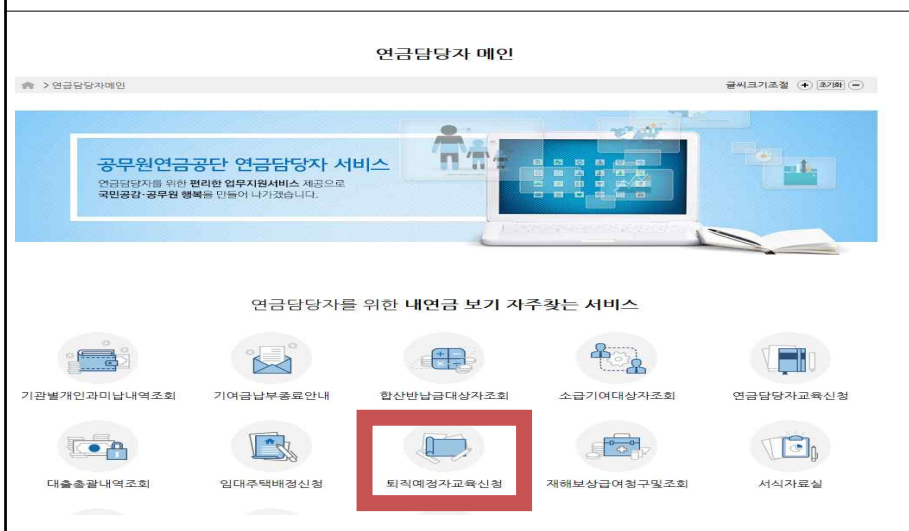 연금담당자 메인
> 연금담당자메인
글씨크기조절 + 초기화 -
공무원연금공단 연금담당자 서비스
연금담당자를 위한 편리한 업무지원서비스 제공으로
국민공감·공무원 행복을 만들어 나가겠습니다.
연금담당자를 위한 내연금 보기 자주찾는 서비스
기관별개인과미납내역조회 기여금납부종료안내 합산반납금대상자조회 소급기여대상자조회 연금담당자교육신청
대출총괄내역조회 임대주택배정신청 퇴직예정자교육신청 재해보상급여청구및조회 서식자료실